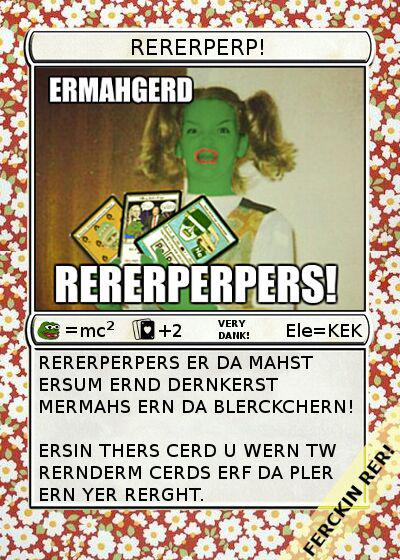 RERERPERP!
ERMAHGERD
RERERPERPERS!
=mc²
+2
VERY
DANK!
Ele=KEK
RERERPERPERS ER DA MAHST
ERSUM ERND DERNKERST
MERMAHS ERN DA BLERCKCHERN!
ERSIN THERS CERD U WERN TW
RERNDERM CERDS ERF DA PLER
ERN YER RERGHT.
FERCKIN RER!